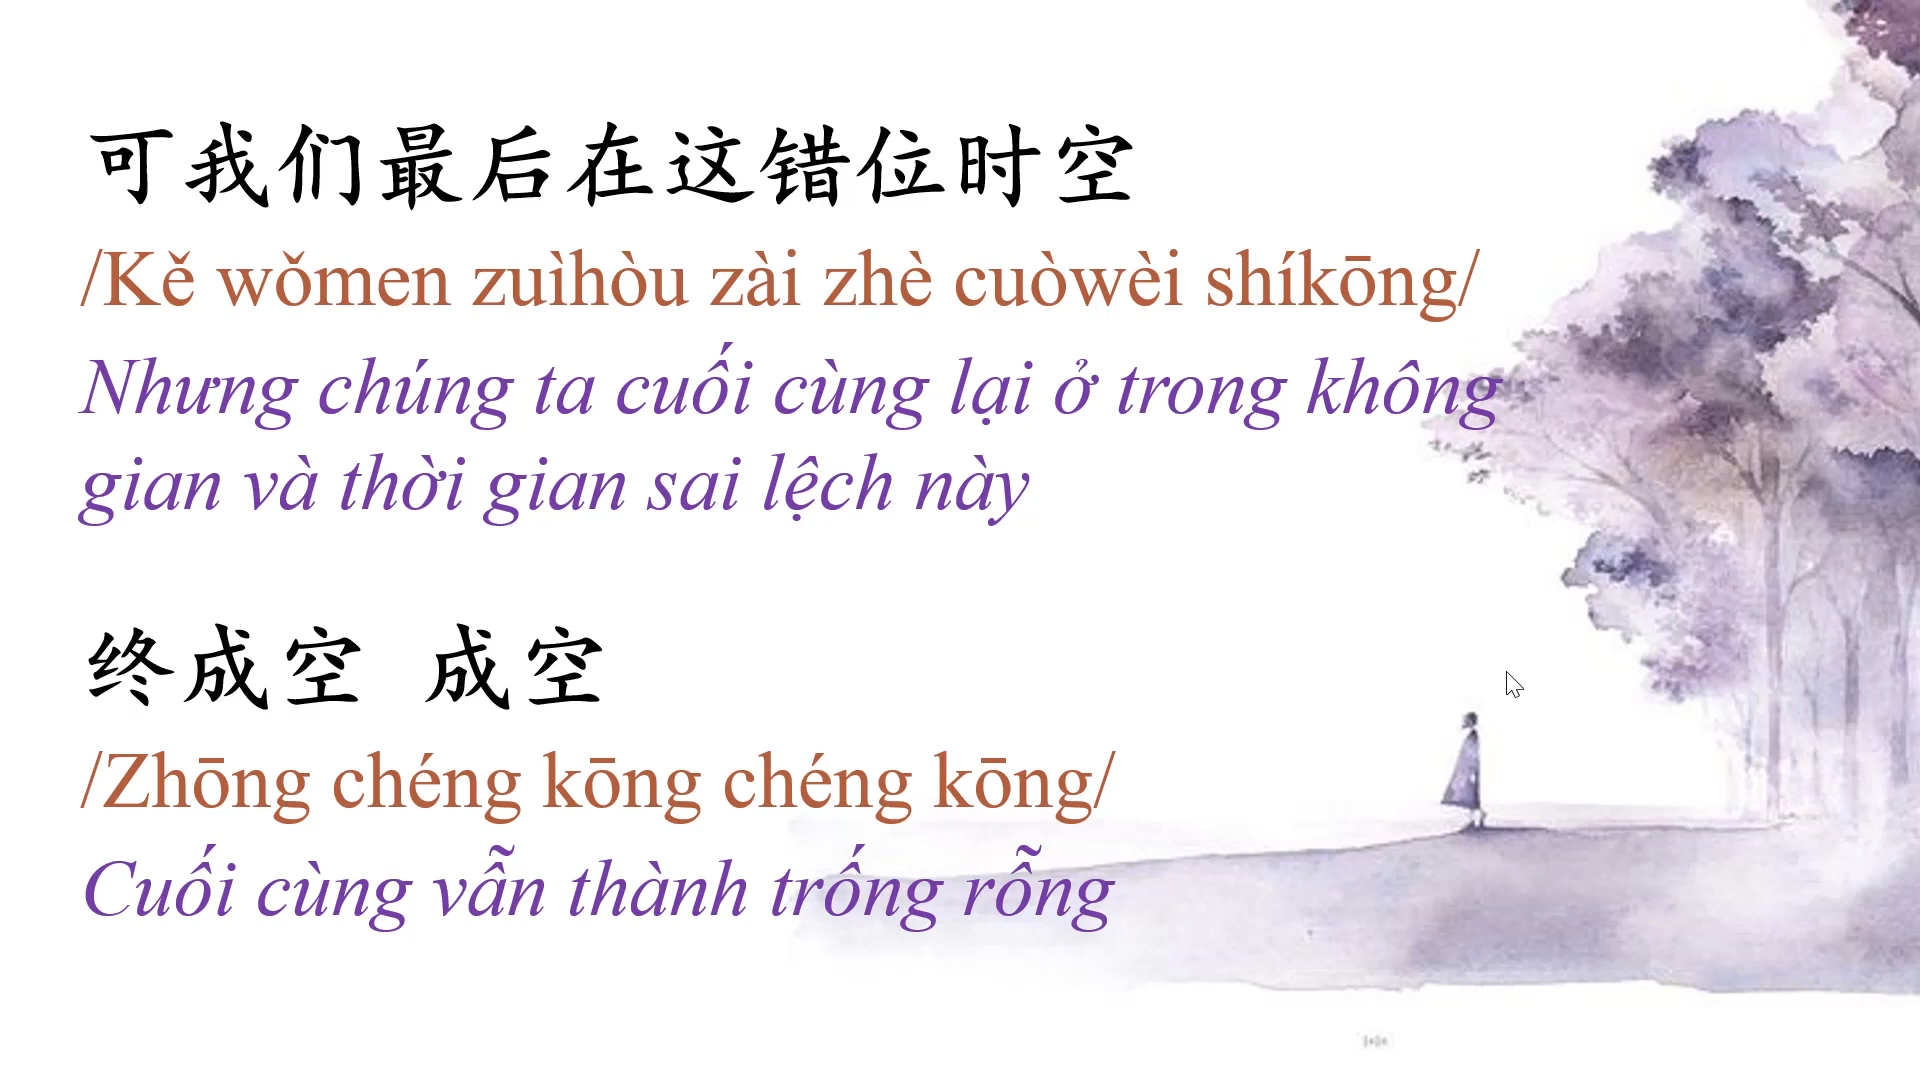 可我们最后在这错位时空
/Kě wǒmen zuìhòu zài zhè cuòwèi shíkōng/
Nhưng chúng ta cuối cùng lại ở trong không
gian và thời gian sai lệch này
终成空 成空
/Zhōng chéng kōng chéng kōng/
Cuối cùng vẫn thành trống rỗng